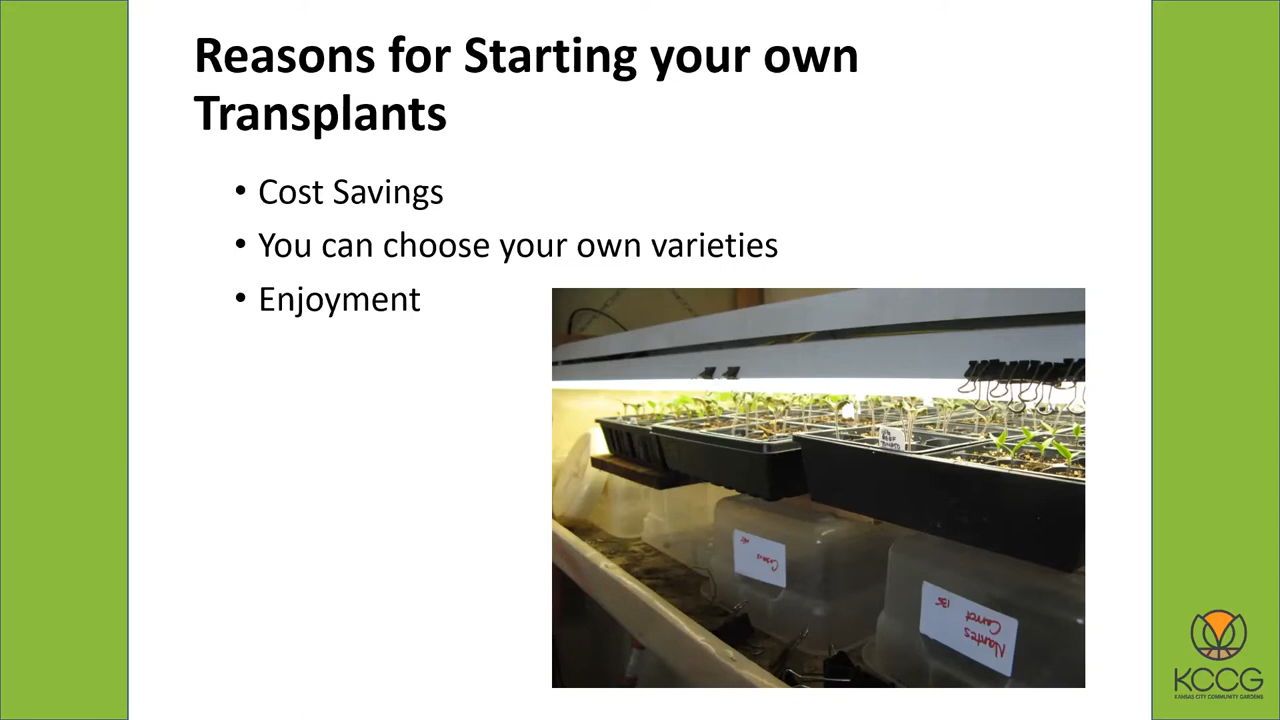 Reasons for Starting your own
Transplants
• Cost Savings
• You can choose your own varieties
• Enjoyment
Nantes
Carrot
KCCG
KANSAS CITY COMMUNITY GARDENS